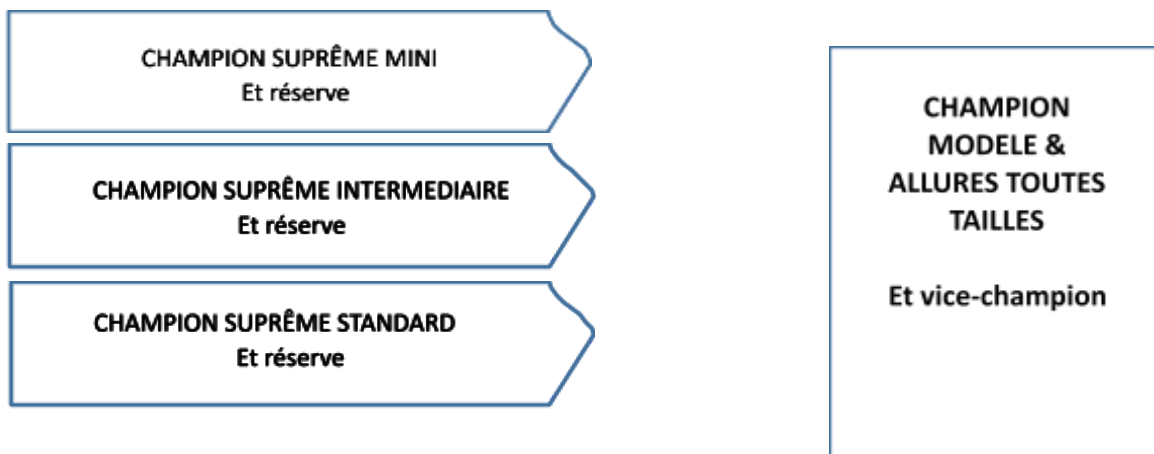 CHAMPION SUPRÊME MINI
Et réserve
CHAMPION SUPRÊME INTERMEDIAIRE
Et réserve
CHAMPION SUPRÊME STANDARD
Et réserve
CHAMPION
MODELE &
ALLURES TOUTES
TAILLES
Et vice-champion